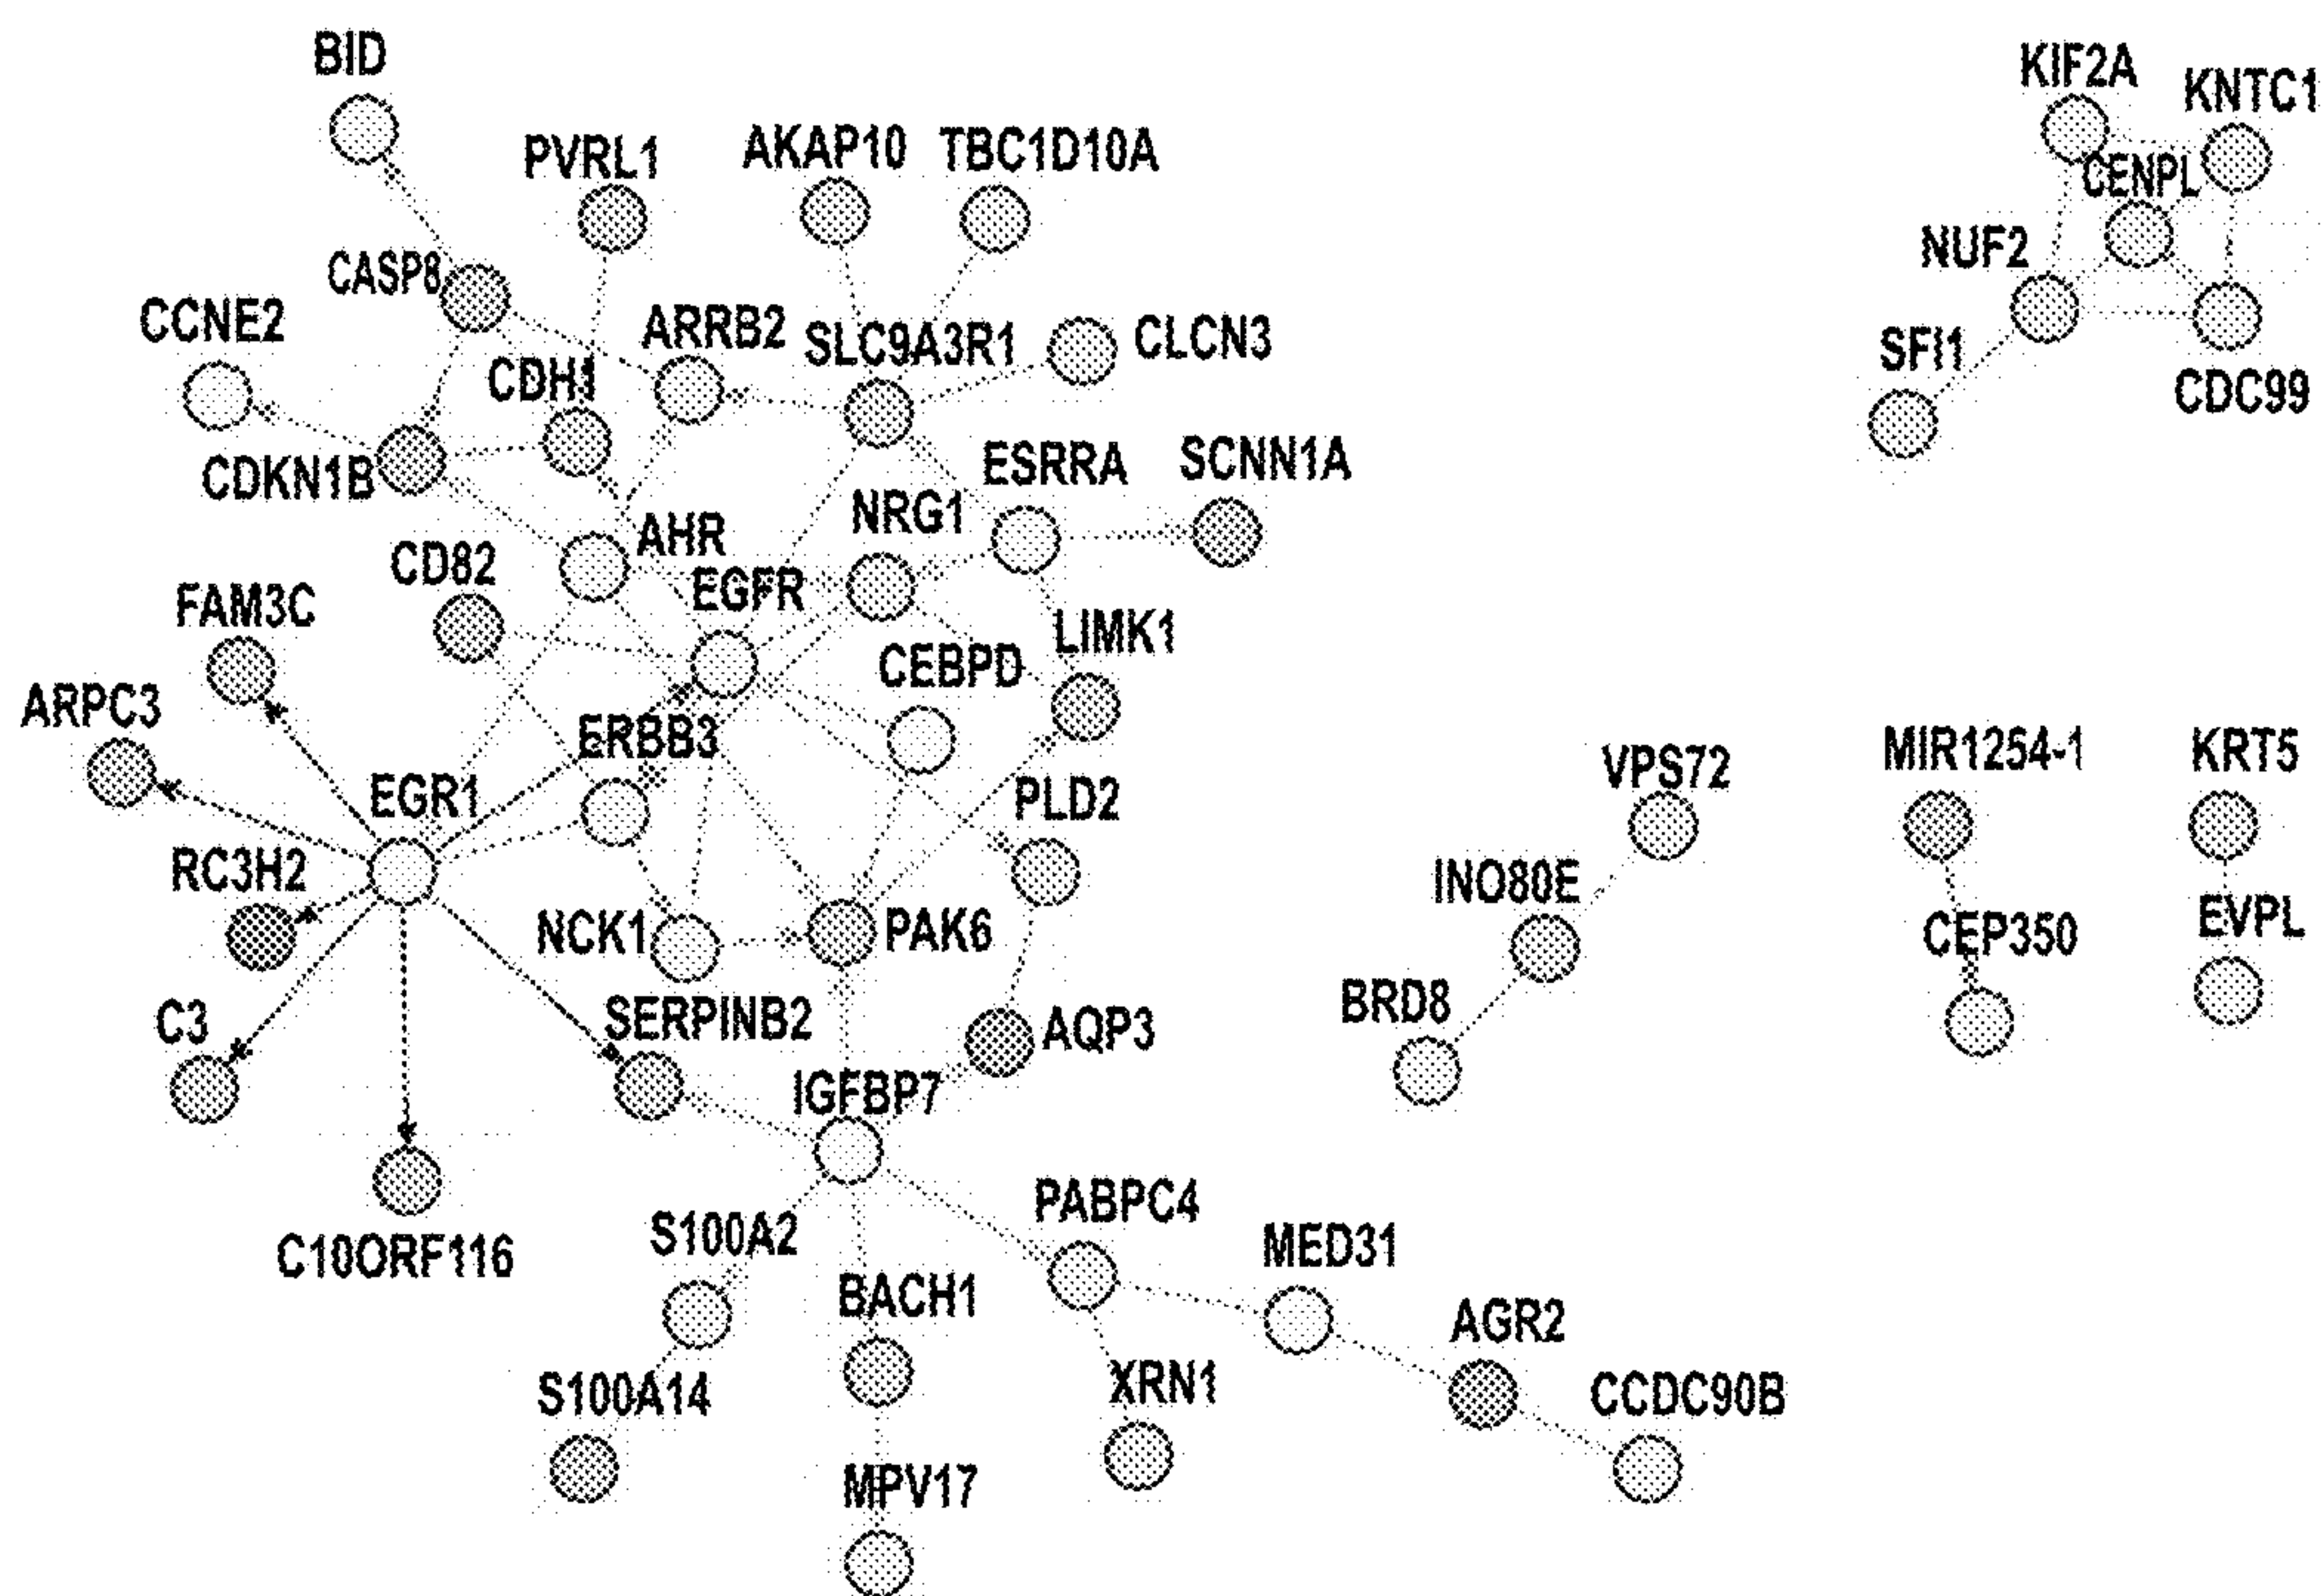 BID
KIF2A
KNTC1
PVRL1
AKAP10
TBC1D10A
CENPL
NUF2
CASP8
CCNE2
ARRB2
SLC9A3R1
CLCN3
SFI1
CDH1
CDC99
CDKN1B
ESRRA
SCNN1A
NRG1
AHR
CD82
EGFR
FAM3C
LIMK1
CEBPD
ARPC3
ERBB3
VPS72
MIR1254-1
KRT5
EGR1
PLD2
RC3H2
INO80E
NCK1
PAK6
CEP350
EVPL
C3
SERPINB2
AQP3
BRD8
IGFBP7
PABPC4
S100A2
MED31
C10ORF116
BACH1
AGR2
S100A14
XRN1
CCDC90B
MPV17